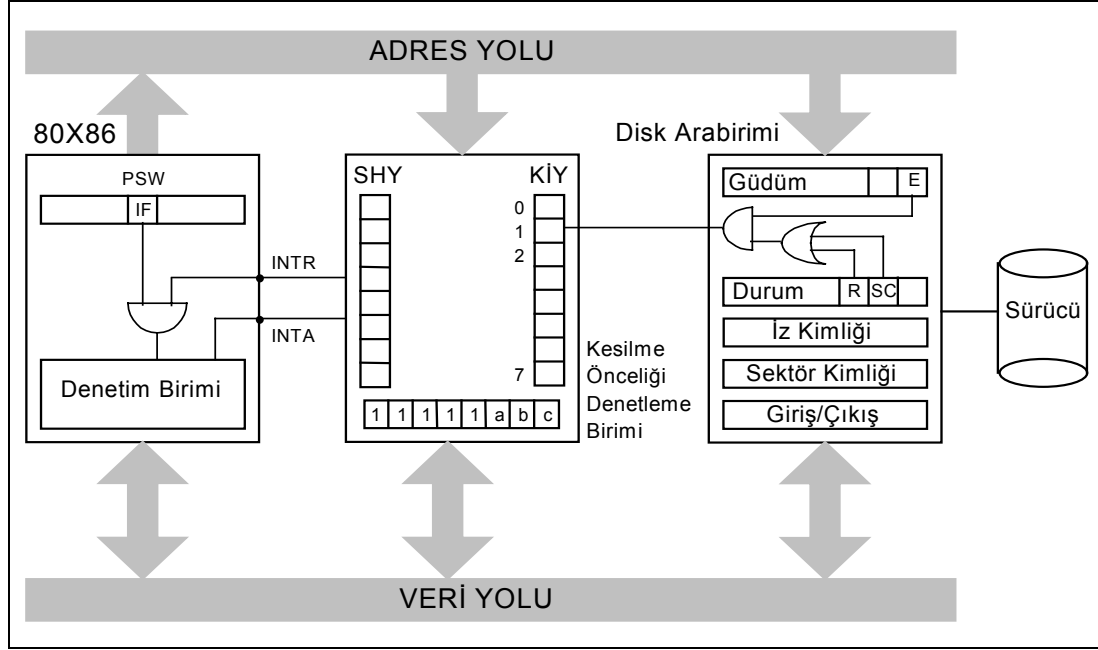 ADRES YOLU
80X86
PSW
IF
INTR
INTA
Denetim Birimi
SHY
KİY
0
1
2
7
1 1 1 1 1 a b c
Kesilme
Önceliği
Denetleme
Birimi
Disk Arabirimi
Güdüm
E
Durum
R
SC
İz Kimliği
Sektör Kimliği
Giriş/Çıkış
Sürücü
VERİ YOLU